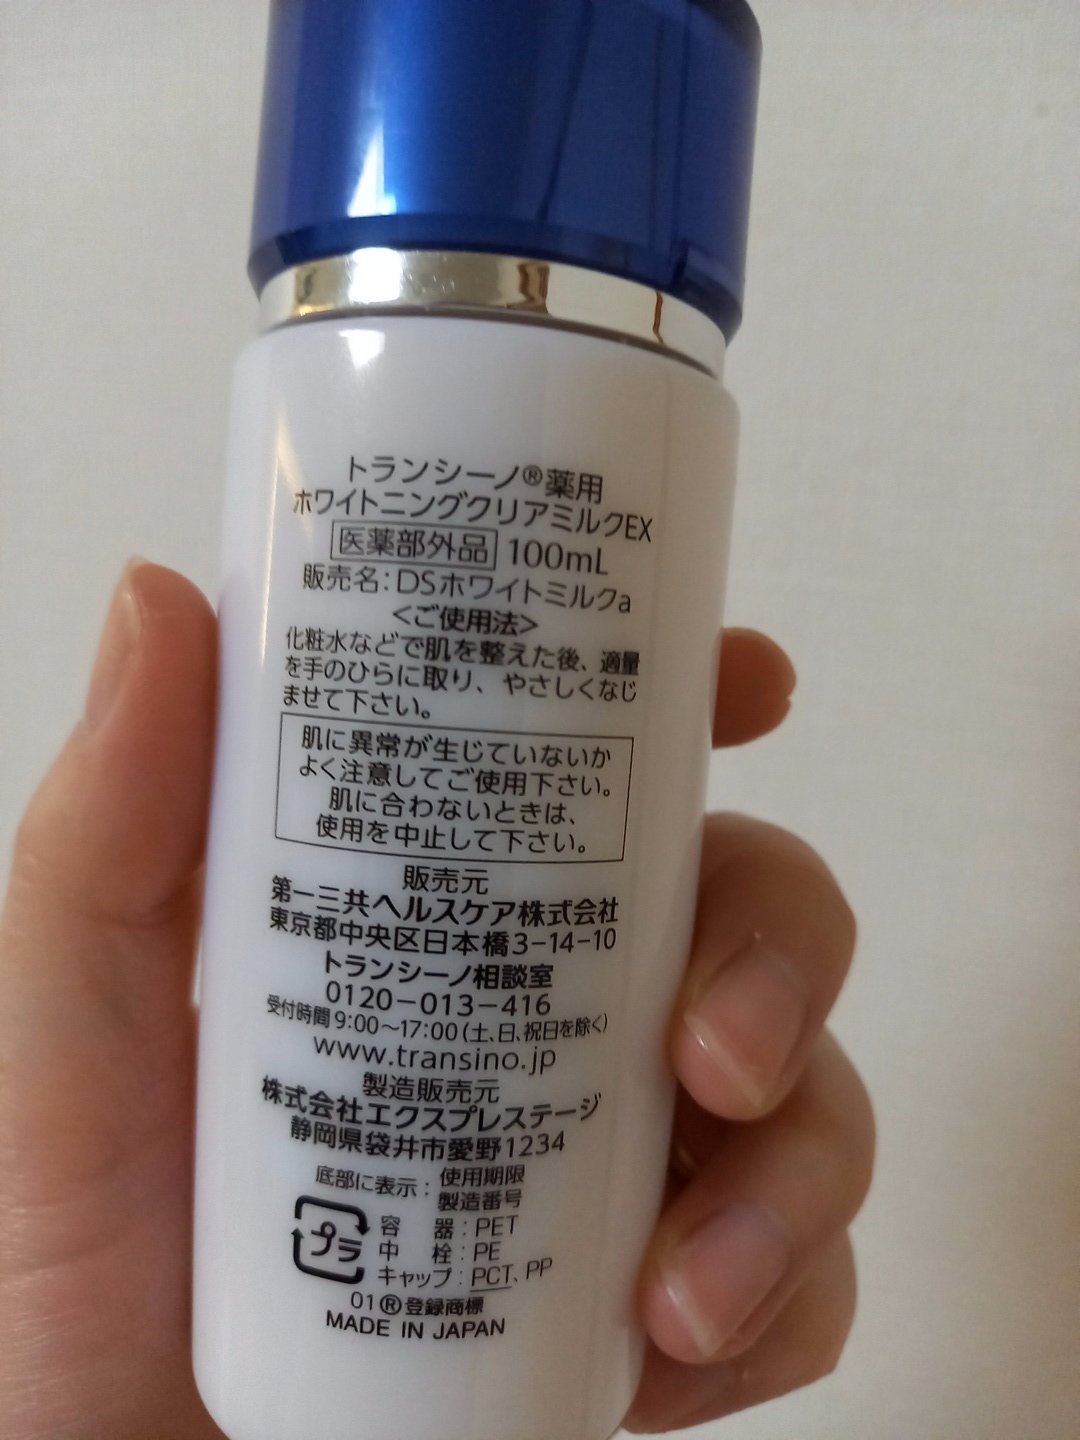 トランシーノ®薬用
ホワイトニングクリアミルクEX
医薬部外品 100mL
販売名：DSホワイトミルクa
＜ご使用法＞
化粧水などで肌を整えた後、適量
を手のひらに取り、やさしくなじ
ませて下さい。
肌に異常が生じていないか
よく注意してご使用下さい。
肌に合わないときは、
使用を中止して下さい。
販売元
第一三共ヘルスケア株式会社
東京都中央区日本橋3-14-10
トランシーノ相談室
0120-013-416
受付時間 9:00～17:00（土、日、祝日を除く）
www.transino.jp
製造販売元
株式会社エクスプレステージ
静岡県袋井市愛野1234
底部に表示：使用期限
製造番号
プラ
容器：PET
中栓：PE
キャップ：PCT、PP
01®登録商標
MADE IN JAPAN